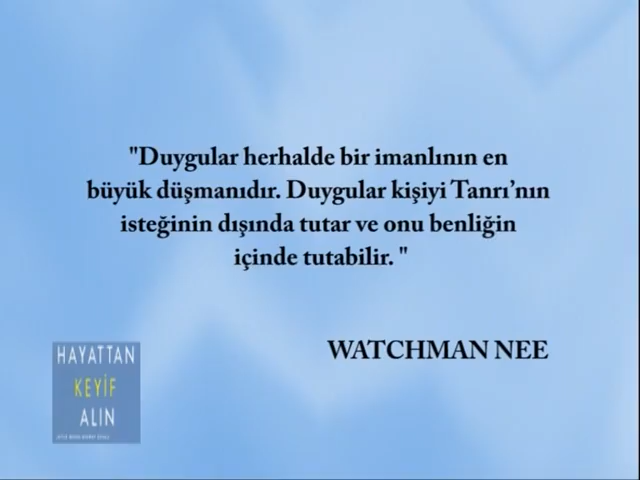 "Duygular herhalde bir imanlının en
büyük düşmanıdır. Duygular kişiyi Tanrı’nın
isteğinin dışında tutar ve onu benliğin
içinde tutabilir. "
WATCHMAN NEE
HAYATTAN
KEYİF
ALIN